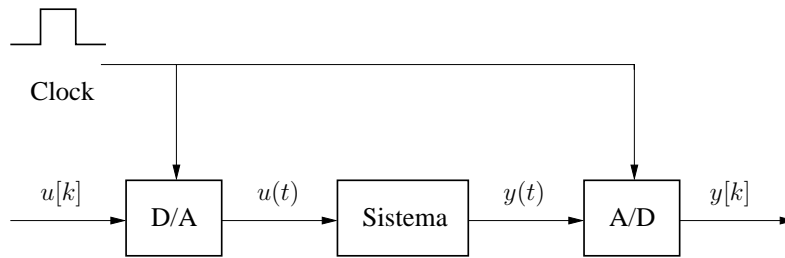 Clock
u[k]
D/A
u(t)
Sistema
y(t)
A/D
y[k]